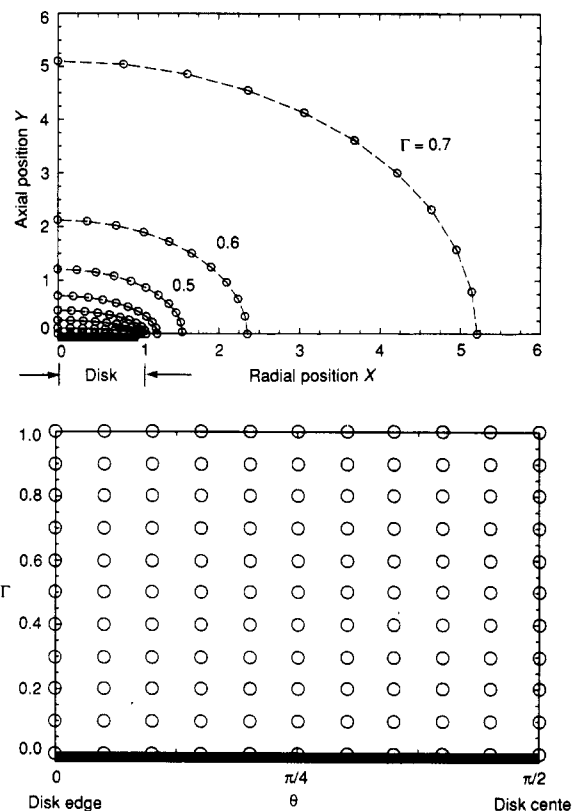 6
5
4
3
2
1
0
Axial position Y
Γ = 0.7
0.6
0.5
0 1 2 3 4 5 6
Disk
Radial position X
1.0
0.8
0.6
Γ
0.4
0.2
0.0
0 π/4 π/2
Disk edge θ Disk cente